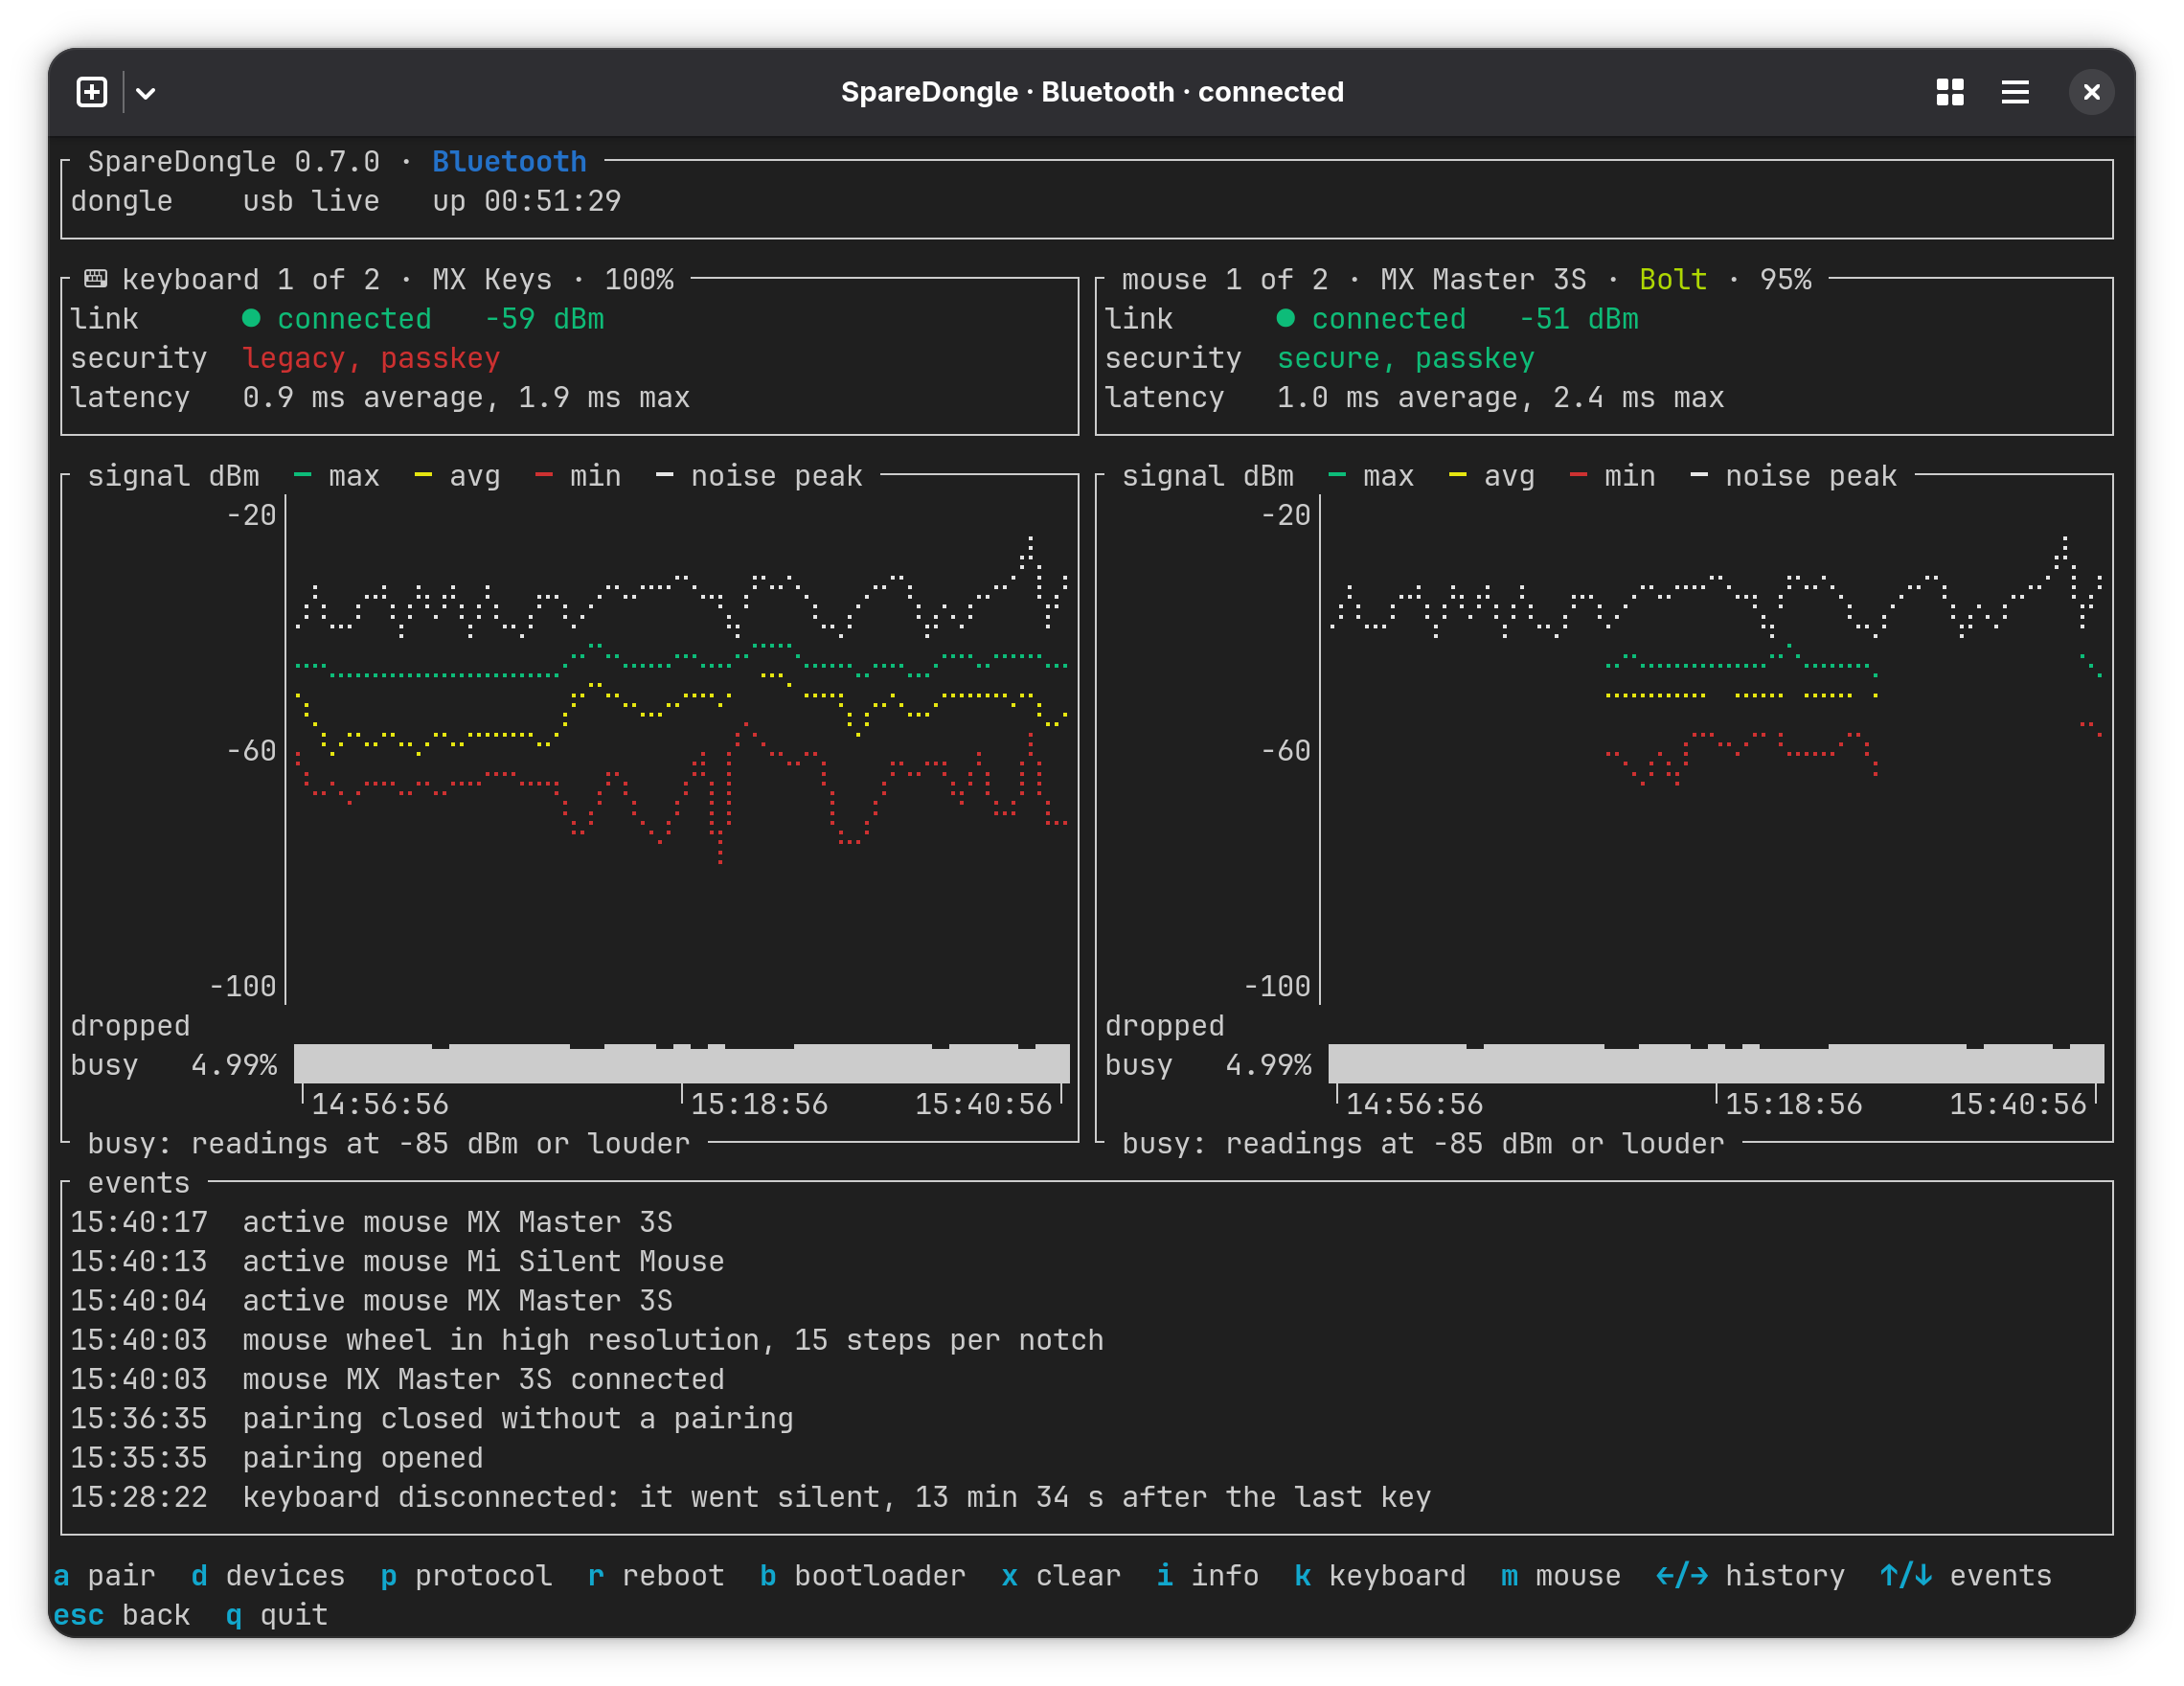 SpareDongle · Bluetooth · connected
SpareDongle 0.7.0 · Bluetooth
dongle usb live up 00:51:29
keyboard 1 of 2 · MX Keys · 100%
link ● connected -59 dBm
security legacy, passkey
latency 0.9 ms average, 1.9 ms max
mouse 1 of 2 · MX Master 3S · Bolt · 95%
link ● connected -51 dBm
security secure, passkey
latency 1.0 ms average, 2.4 ms max
signal dBm — max — avg — min — noise peak
-20
-60
-100
dropped
busy 4.99%
14:56:56 15:18:56 15:40:56
busy: readings at -85 dBm or louder
signal dBm — max — avg — min — noise peak
-20
-60
-100
dropped
busy 4.99%
14:56:56 15:18:56 15:40:56
busy: readings at -85 dBm or louder
events
15:40:17 active mouse MX Master 3S
15:40:13 active mouse Mi Silent Mouse
15:40:04 active mouse MX Master 3S
15:40:03 mouse wheel in high resolution, 15 steps per notch
15:40:03 mouse MX Master 3S connected
15:36:35 pairing closed without a pairing
15:35:35 pairing opened
15:28:22 keyboard disconnected: it went silent, 13 min 34 s after the last key
a pair d devices p protocol r reboot b bootloader x clear i info k keyboard m mouse ←/→ history ↑/↓ events
esc back q quit